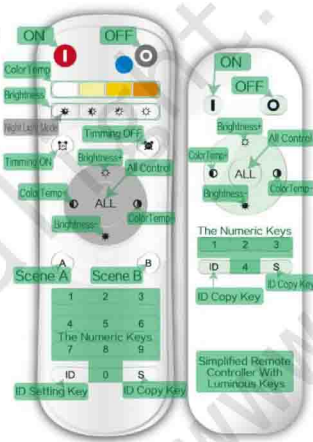 ON
OFF
ColorTemp
Brightness
Night Light Mode
Timming OFF
Timming ON
Brightness+
All Control
ColorTemp+
ALL
ColorTemp-
Brightness-
A
B
Scene A
Scene B
1 2 3
4 5 6
The Numeric Keys
7 8 9
ID 0 S
ID Setting Key
ID Copy Key
ON
OFF
Brightness+
All Control
ColorTemp+
ALL
ColorTemp-
Brightness-
The Numeric Keys
1 2 3
ID 4 S
ID Copy Key
ID Copy Key
Simplified Remote
Controller With
Luminous Keys